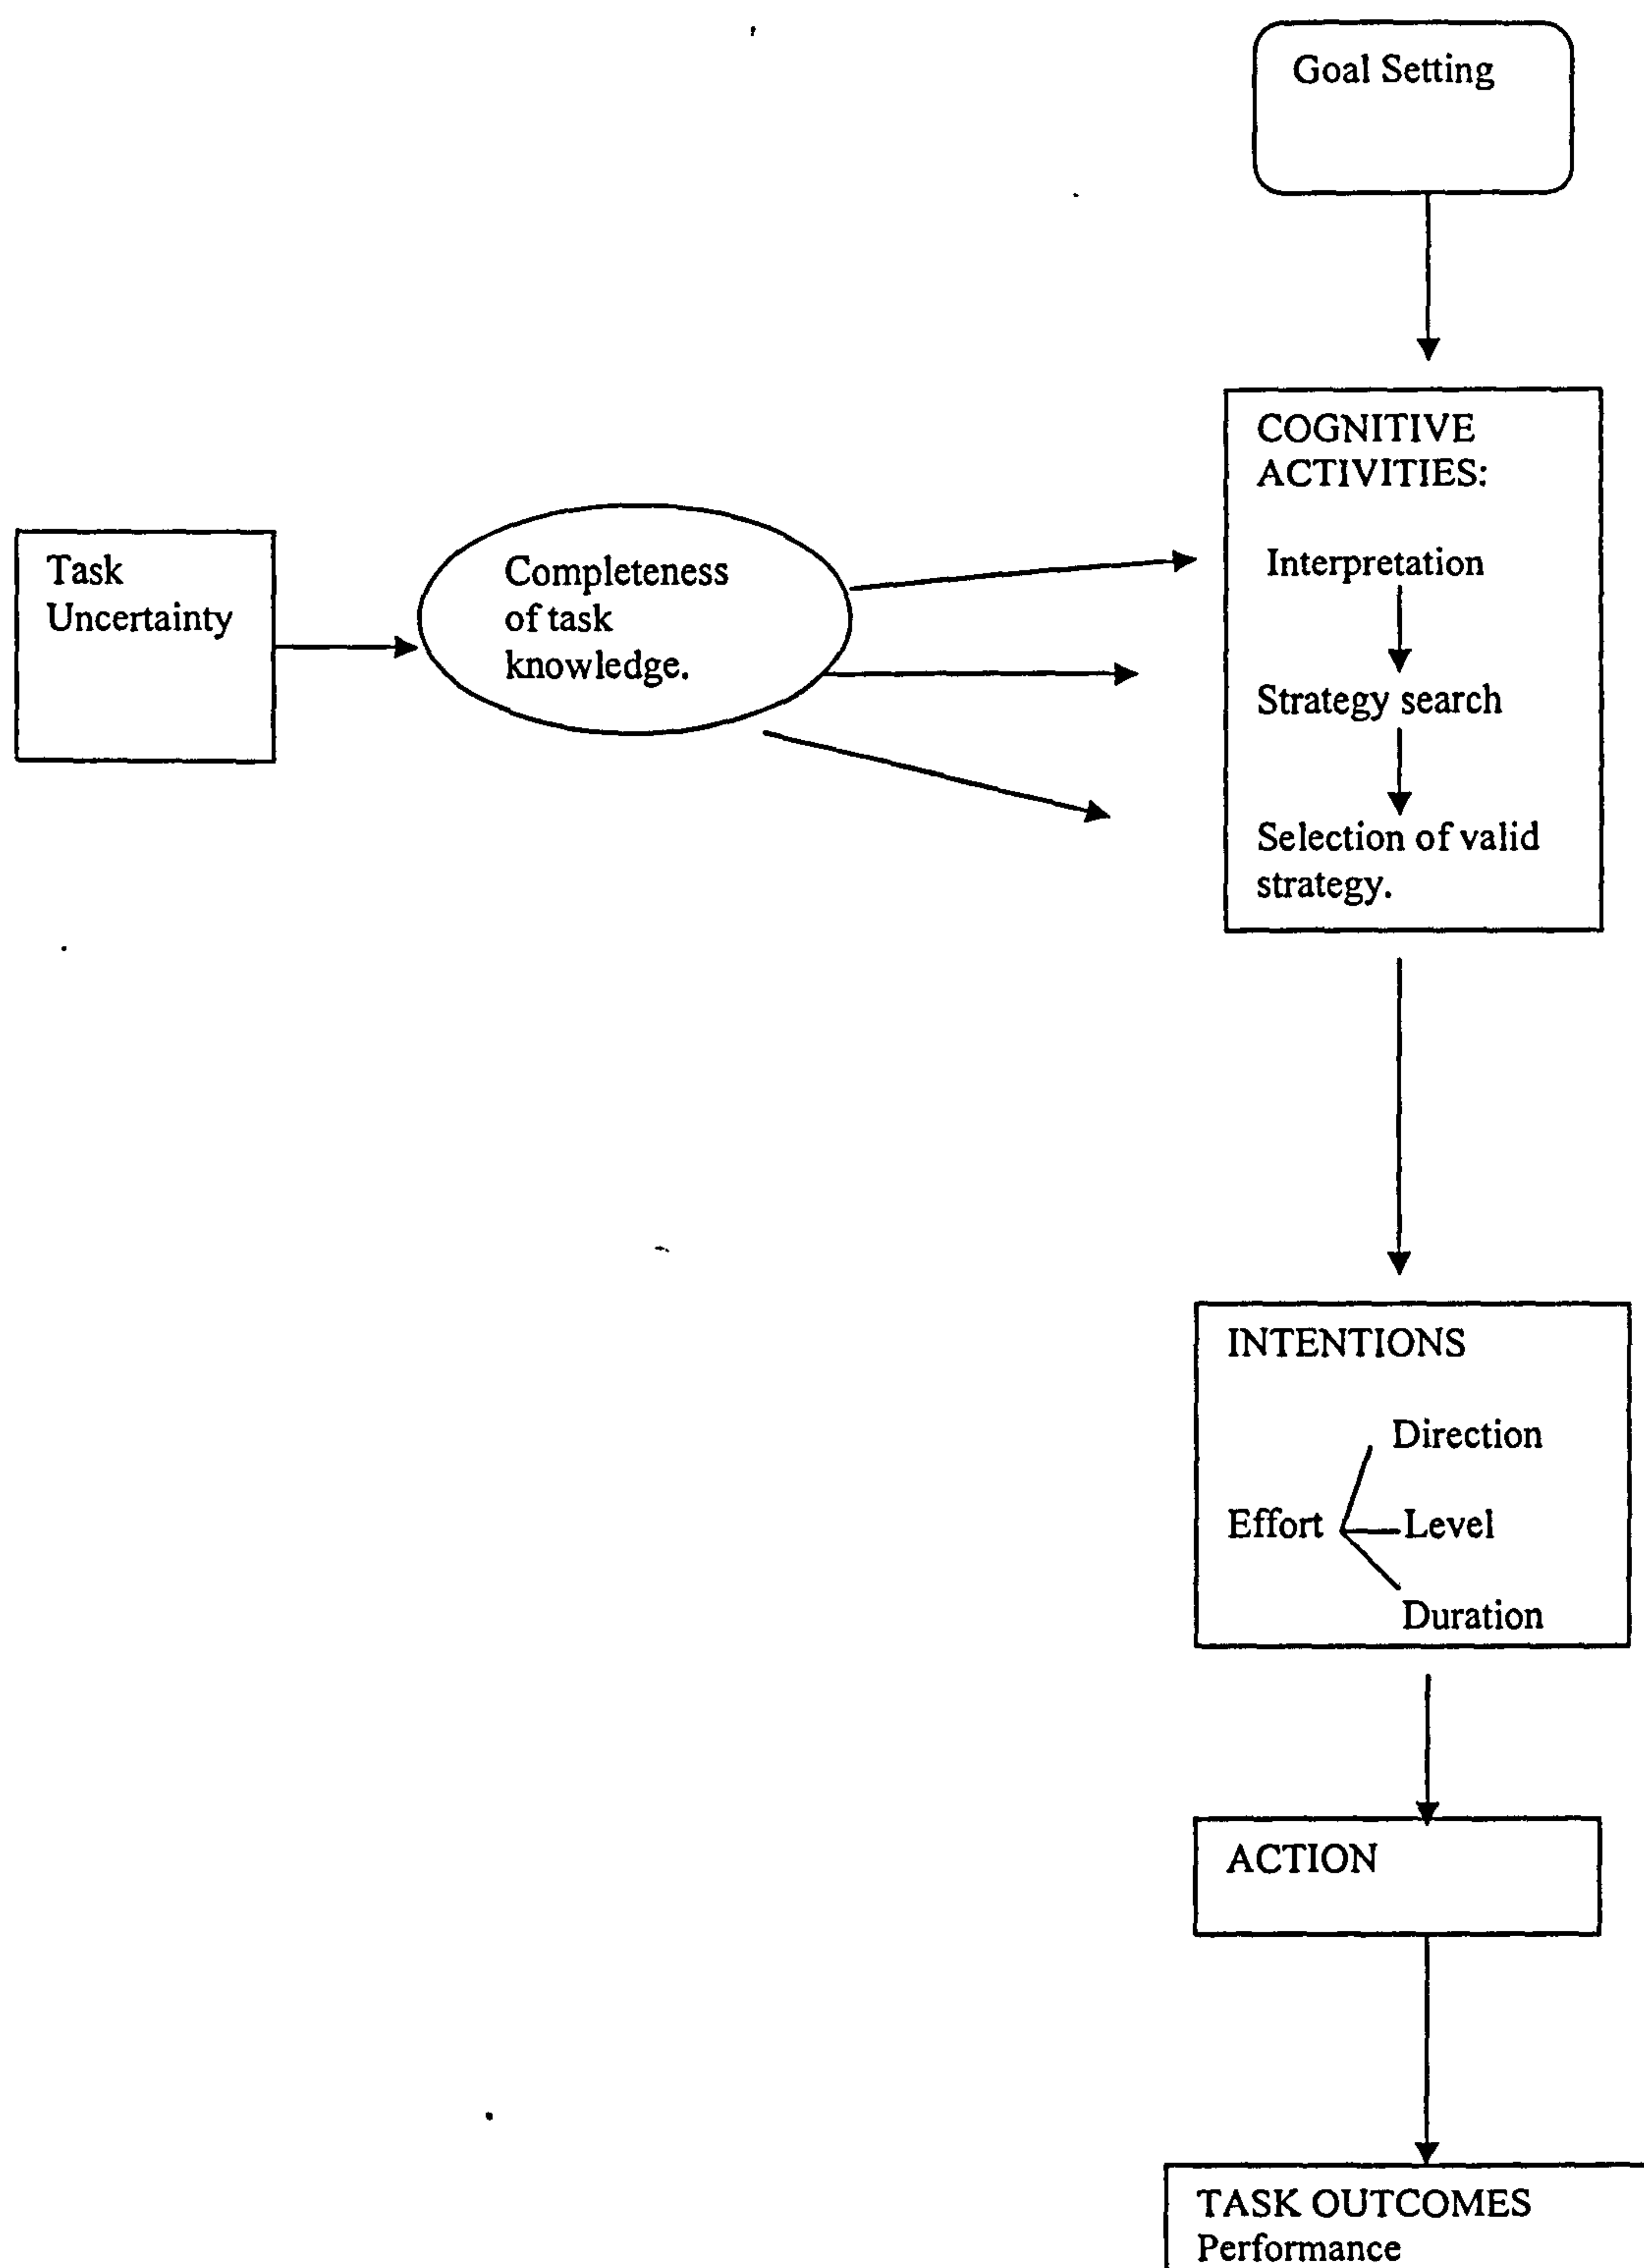 Goal Setting
COGNITIVE
ACTIVITIES:
Interpretation
Strategy search
Selection of valid
strategy.
Task
Uncertainty
Completeness
of task
knowledge.
INTENTIONS
Direction
Effort
Level
Duration
ACTION
TASK OUTCOMES
Performance